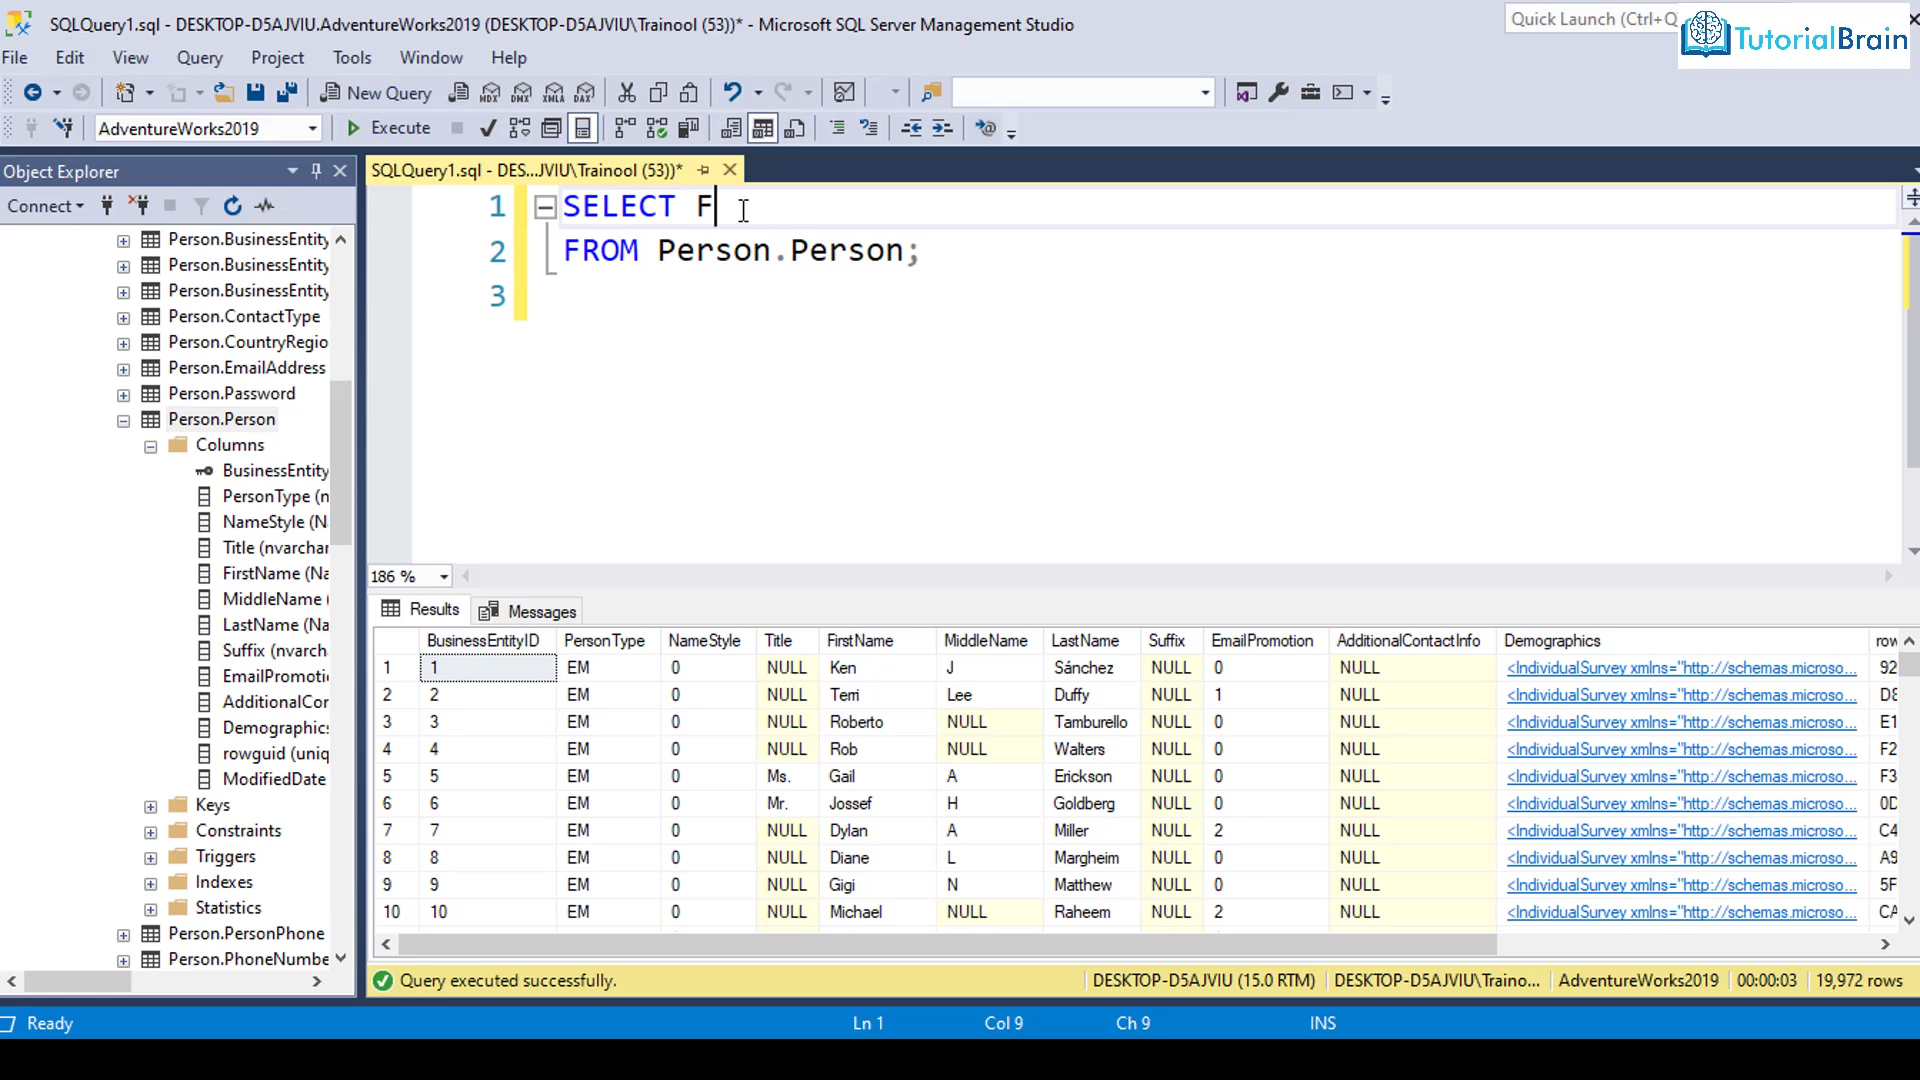 SQLQuery1.sql - DESKTOP-D5AJVIU.AdventureWorks2019 (DESKTOP-D5AJVIU\Trainool (53))* - Microsoft SQL Server Management Studio
Quick Launch (Ctrl+Q
TutorialBrain
File Edit View Query Project Tools Window Help
New Query MDX DMX XMLA DAX
AdventureWorks2019 Execute
Object Explorer
SQLQuery1.sql - DES...JVIU\Trainool (53))*
Connect
Person.BusinessEntity
Person.BusinessEntity
Person.BusinessEntity
Person.ContactType
Person.CountryRegio
Person.EmailAddress
Person.Password
Person.Person
Columns
BusinessEntity
PersonType (n
NameStyle (N
Title (nvarchar
FirstName (Na
MiddleName (
LastName (Na
Suffix (nvarch
EmailPromoti
AdditionalCor
Demographics
rowguid (uniq
ModifiedDate
Keys
Constraints
Triggers
Indexes
Statistics
Person.PersonPhone
Person.PhoneNumbe
1 SELECT F
2 FROM Person.Person;
3
186 %
Results Messages
BusinessEntityID PersonType NameStyle Title FirstName MiddleName LastName Suffix EmailPromotion AdditionalContactInfo Demographics row
1 1 EM 0 NULL Ken J Sánchez NULL 0 NULL <IndividualSurvey xmlns="http://schemas.microso... 92
2 2 EM 0 NULL Terri Lee Duffy NULL 1 NULL <IndividualSurvey xmlns="http://schemas.microso... D8
3 3 EM 0 NULL Roberto NULL Tamburello NULL 0 NULL <IndividualSurvey xmlns="http://schemas.microso... E1
4 4 EM 0 NULL Rob NULL Walters NULL 0 NULL <IndividualSurvey xmlns="http://schemas.microso... F2
5 5 EM 0 Ms. Gail A Erickson NULL 0 NULL <IndividualSurvey xmlns="http://schemas.microso... F3
6 6 EM 0 Mr. Jossef H Goldberg NULL 0 NULL <IndividualSurvey xmlns="http://schemas.microso... 0D
7 7 EM 0 NULL Dylan A Miller NULL 2 NULL <IndividualSurvey xmlns="http://schemas.microso... C4
8 8 EM 0 NULL Diane L Margheim NULL 0 NULL <IndividualSurvey xmlns="http://schemas.microso... A9
9 9 EM 0 NULL Gigi N Matthew NULL 0 NULL <IndividualSurvey xmlns="http://schemas.microso... 5F
10 10 EM 0 NULL Michael NULL Raheem NULL 2 NULL <IndividualSurvey xmlns="http://schemas.microso... CA
Query executed successfully. DESKTOP-D5AJVIU (15.0 RTM) DESKTOP-D5AJVIU\Traino... AdventureWorks2019 00:00:03 19,972 rows
Ready Ln 1 Col 9 Ch 9 INS